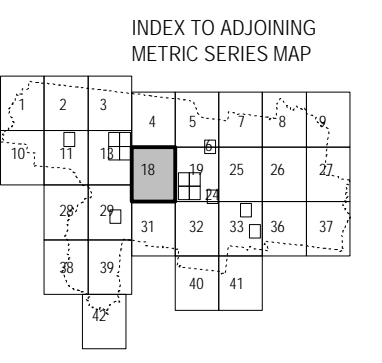 INDEX TO ADJOINING
METRIC SERIES MAP
1 2 3
4 5 7 8 9
6
10 11 13
18 19 25 26 27
24
28 29
31 32 33 36 37
38 39
40 41
42